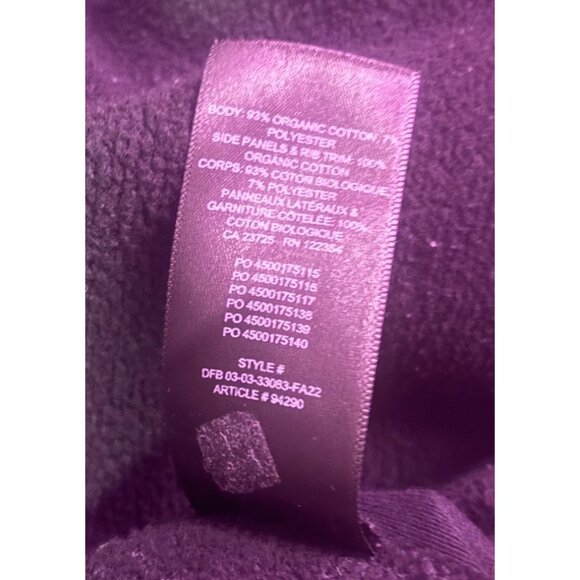 BODY: 93% ORGANIC COTTON, 7%
POLYESTER
SIDE PANELS & RIB TRIM: 100%
ORGANIC COTTON
CORPS: 93% COTON BIOLOGIQUE,
7% POLYESTER
PANNEAUX LATÉRAUX &
GARNITURE CÔTELÉE: 100%
COTON BIOLOGIQUE
CA 23725 RN 122384
PO 4500175115
PO 4500175116
PO 4500175117
PO 4500175138
PO 4500175139
PO 4500175140
STYLE #
DFB 03-03-33083-FA22
ARTICLE # 94290